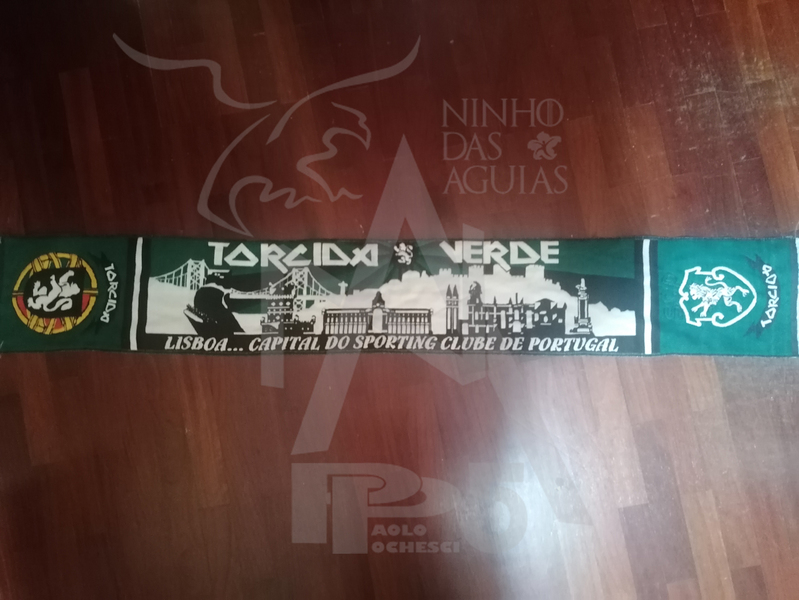 NINHO
DAS
AGUIAS
TORCIDA VERDE
TORCIDA
TORCIDA
LISBOA... CAPITAL DO SPORTING CLUBE DE PORTUGAL
PAOLO
POCHESCI